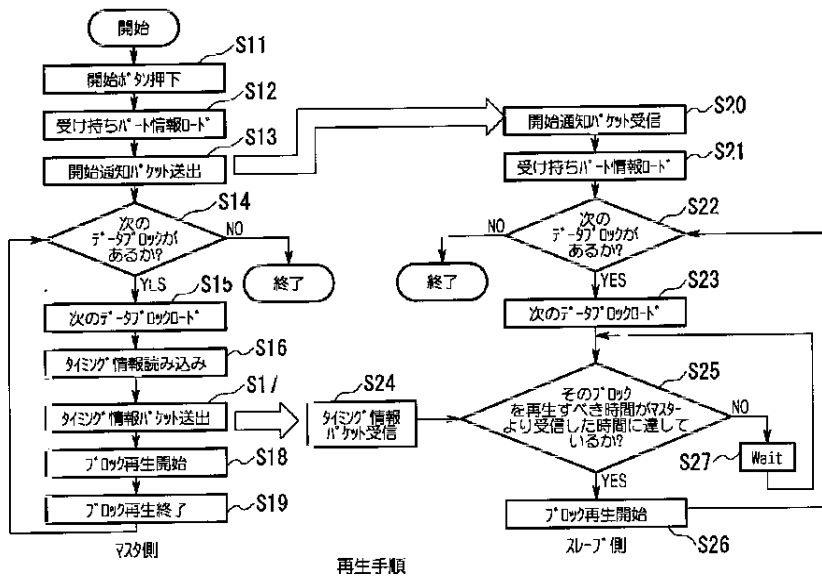 開始
S11
開始ボタン押下
S12
受け持ちパート情報ロード
S13
開始通知パケット送出
S14
次の
データブロックが
あるか?
NO
終了
YES
S15
次のデータブロックロード
S16
タイミング情報読み込み
S17
タイミング情報パケット送出
S18
ブロック再生開始
S19
ブロック再生終了
マスタ側
S20
開始通知パケット受信
S21
受け持ちパート情報ロード
S22
次の
データブロックが
あるか?
NO
終了
YES
S23
次のデータブロックロード
S24
タイミング情報
パケット受信
S25
そのブロック
を再生すべき時間がマスター
より受信した時間に達して
いるか?
NO
S27
Wait
YES
ブロック再生開始
S26
スレーブ側
再生手順